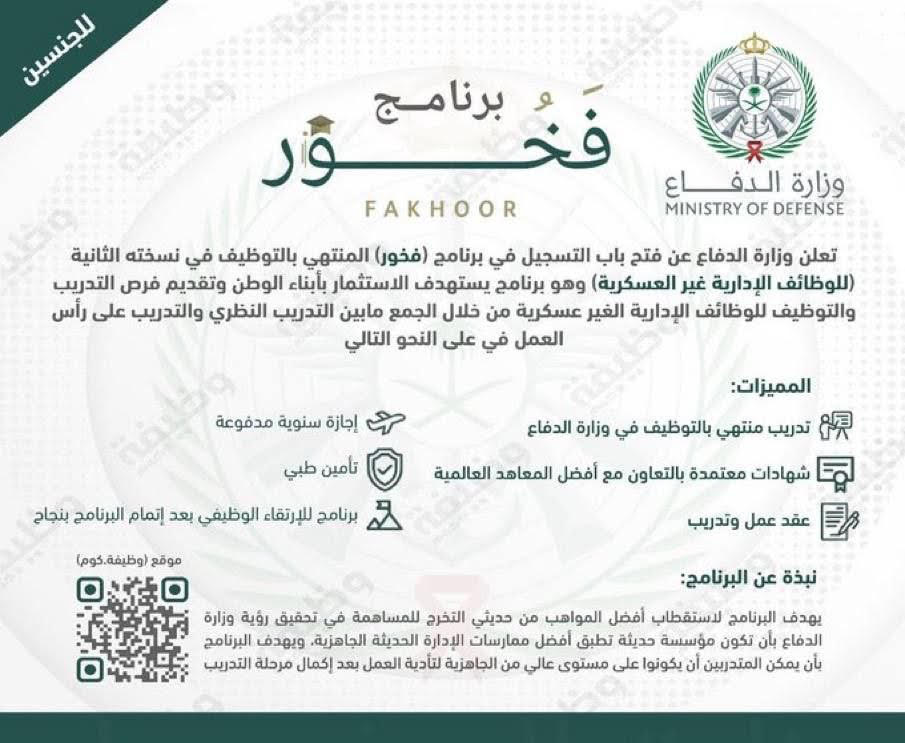 للجنسين
برنامج
فَخُور
FAKHOOR
وزارة الدفاع
MINISTRY OF DEFENSE
تعلن وزارة الدفاع عن فتح باب التسجيل في برنامج (فخور) المنتهي بالتوظيف في نسخته الثانية
(للوظائف الإدارية غير العسكرية) وهو برنامج يستهدف الاستثمار بأبناء الوطن وتقديم فرص التدريب
والتوظيف للوظائف الإدارية الغير عسكرية من خلال الجمع مابين التدريب النظري والتدريب على رأس
العمل في على النحو التالي
المميزات:
تدريب منتهي بالتوظيف في وزارة الدفاع
شهادات معتمدة بالتعاون مع أفضل المعاهد العالمية
عقد عمل وتدريب
إجازة سنوية مدفوعة
تأمين طبي
برنامج للإرتقاء الوظيفي بعد إتمام البرنامج بنجاح
نبذة عن البرنامج:
يهدف البرنامج لاستقطاب أفضل المواهب من حديثي التخرج للمساهمة في تحقيق رؤية وزارة
الدفاع بأن تكون مؤسسة حديثة تطبق أفضل ممارسات الإدارة الحديثة الجاهزية، ويهدف البرنامج
بأن يمكن المتدربين أن يكونوا على مستوى عالي من الجاهزية لتأدية العمل بعد إكمال مرحلة التدريب
موقع (وظيفة.كوم)